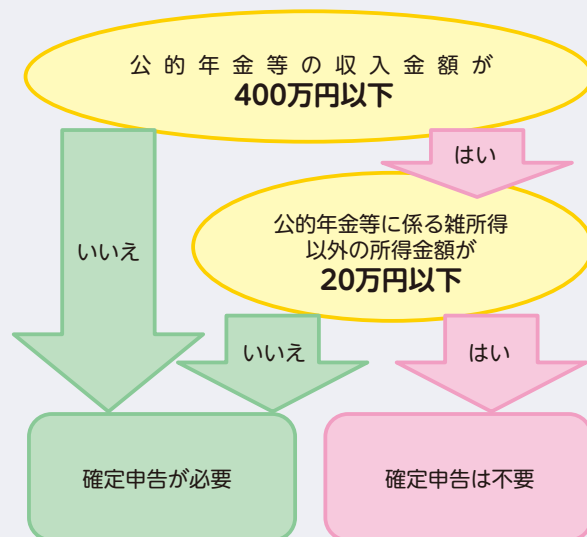 公的年金等の収入金額が
400万円以下
はい
いいえ
公的年金等に係る雑所得
以外の所得金額が
20万円以下
いいえ
はい
確定申告が必要
確定申告は不要